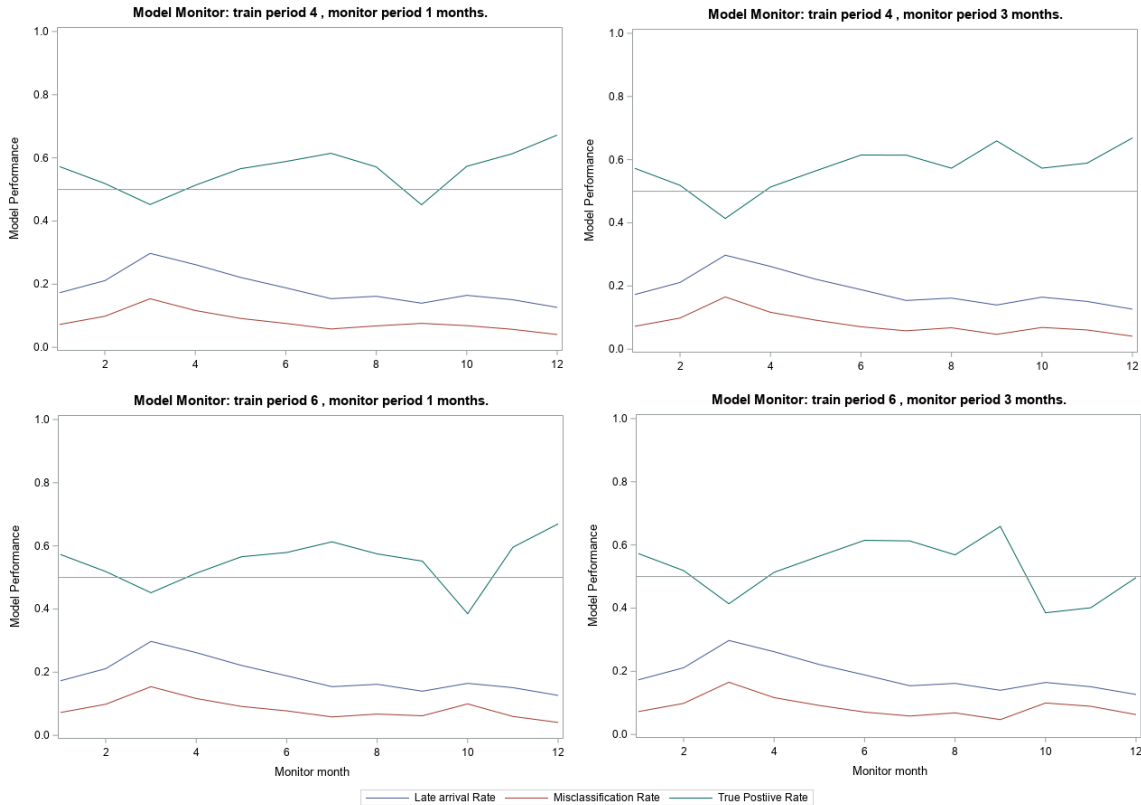 Model Monitor: train period 4 , monitor period 1 months.
1.0
0.8
0.6
0.4
0.2
0.0
Model Performance
2 4 6 8 10 12
Model Monitor: train period 4 , monitor period 3 months.
1.0
0.8
0.6
0.4
0.2
0.0
Model Performance
2 4 6 8 10 12
Model Monitor: train period 6 , monitor period 1 months.
1.0
0.8
0.6
0.4
0.2
0.0
Model Performance
2 4 6 8 10 12
Monitor month
Model Monitor: train period 6 , monitor period 3 months.
1.0
0.8
0.6
0.4
0.2
0.0
Model Performance
2 4 6 8 10 12
Monitor month
Late arrival Rate Misclassification Rate True Postiive Rate